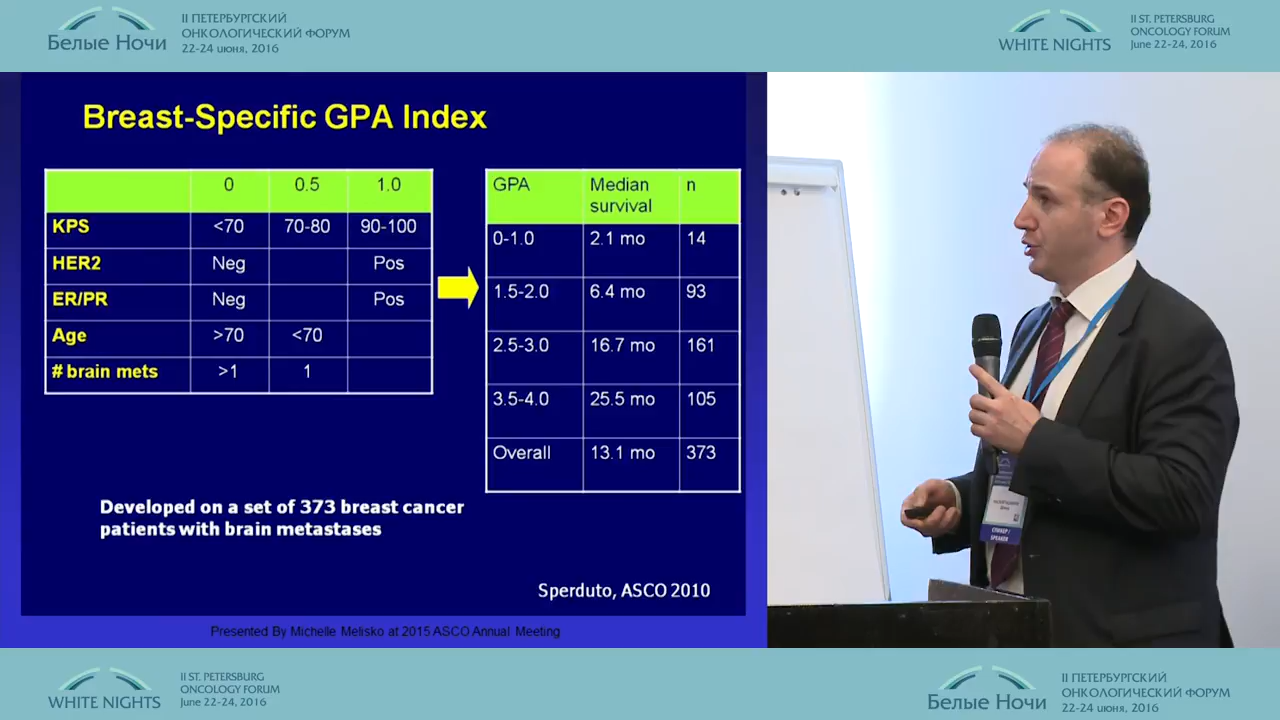 II ПЕТЕРБУРГСКИЙ
ОНКОЛОГИЧЕСКИЙ ФОРУМ
22-24 июня, 2016
Белые Ночи
WHITE NIGHTS
II ST. PETERSBURG
ONCOLOGY FORUM
June 22-24, 2016
Breast-Specific GPA Index
0 0.5 1.0
KPS <70 70-80 90-100
HER2 Neg Pos
ER/PR Neg Pos
Age >70 <70
# brain mets >1 1
GPA Median survival n
0-1.0 2.1 mo 14
1.5-2.0 6.4 mo 93
2.5-3.0 16.7 mo 161
3.5-4.0 25.5 mo 105
Overall 13.1 mo 373
Developed on a set of 373 breast cancer
patients with brain metastases
Sperduto, ASCO 2010
Presented By Michelle Melisko at 2015 ASCO Annual Meeting
СПИКЕР /
SPEAKER
WHITE NIGHTS
II ST. PETERSBURG
ONCOLOGY FORUM
June 22-24, 2016
Белые Ночи
II ПЕТЕРБУРГСКИЙ
ОНКОЛОГИЧЕСКИЙ ФОРУМ
22-24 июня, 2016